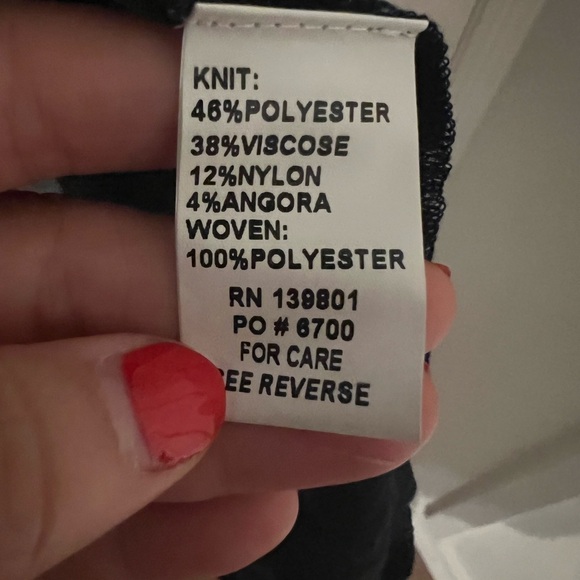 KNIT:
46%POLYESTER
38%VISCOSE
12%NYLON
4%ANGORA
WOVEN:
100%POLYESTER
RN 139801
PO # 6700
FOR CARE
EE REVERSE